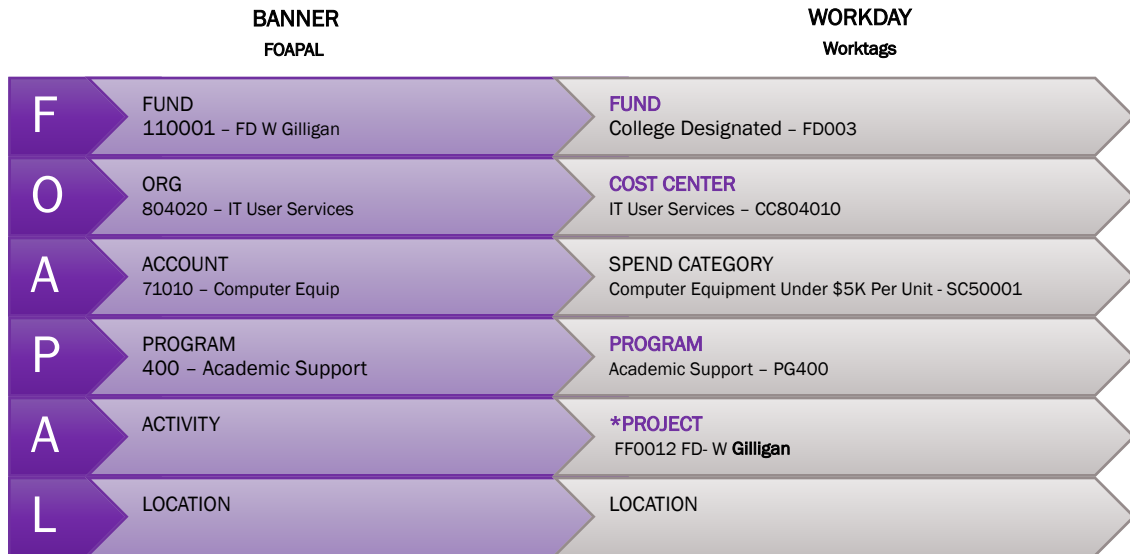 BANNER
FOAPAL
WORKDAY
Worktags
F
FUND
110001 – FD W Gilligan
FUND
College Designated – FD003
O
ORG
804020 – IT User Services
COST CENTER
IT User Services – CC804010
A
ACCOUNT
71010 – Computer Equip
SPEND CATEGORY
Computer Equipment Under $5K Per Unit - SC50001
P
PROGRAM
400 – Academic Support
PROGRAM
Academic Support – PG400
A
ACTIVITY
*PROJECT
FF0012 FD- W Gilligan
L
LOCATION
LOCATION